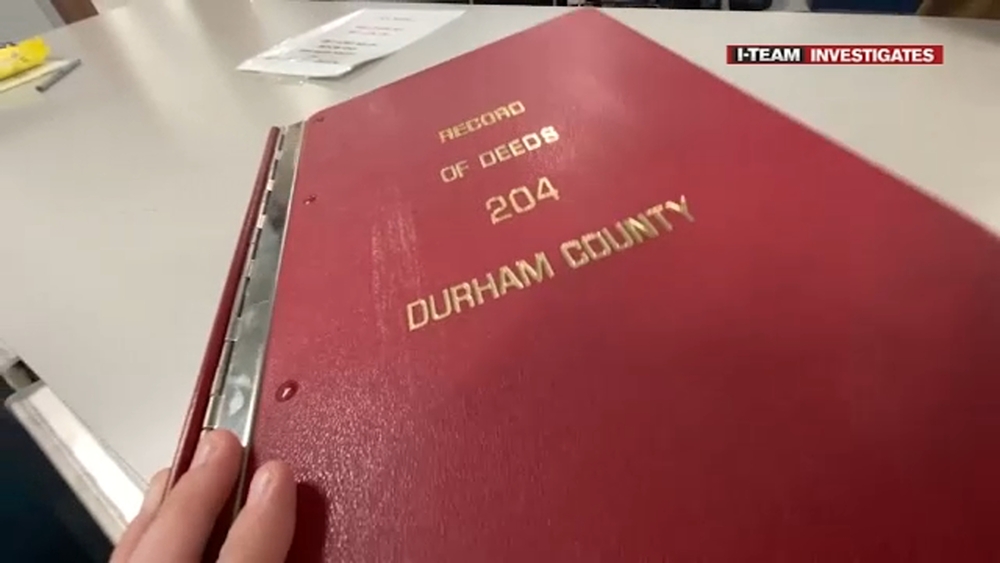 I-TEAM INVESTIGATES
RECORD
OF DEEDS
204
DURHAM COUNTY